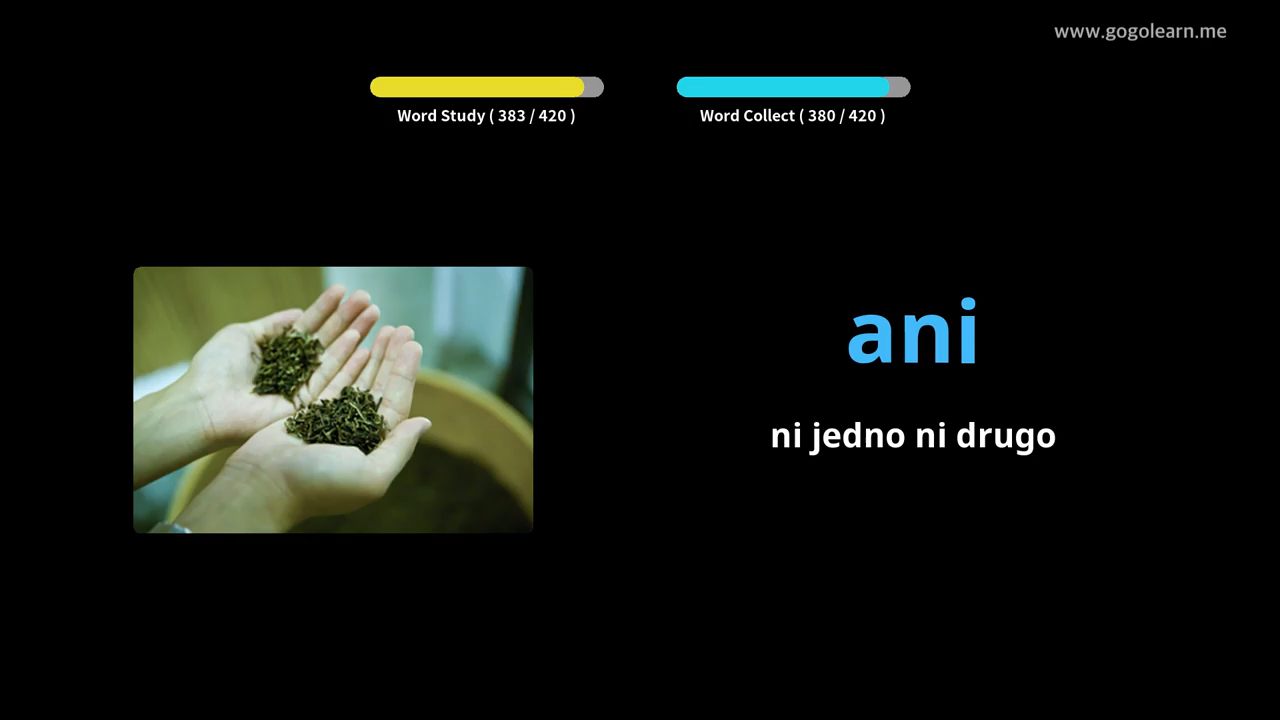 www.gogolearn.me
Word Study ( 383 / 420 )
Word Collect ( 380 / 420 )
ani
ni jedno ni drugo